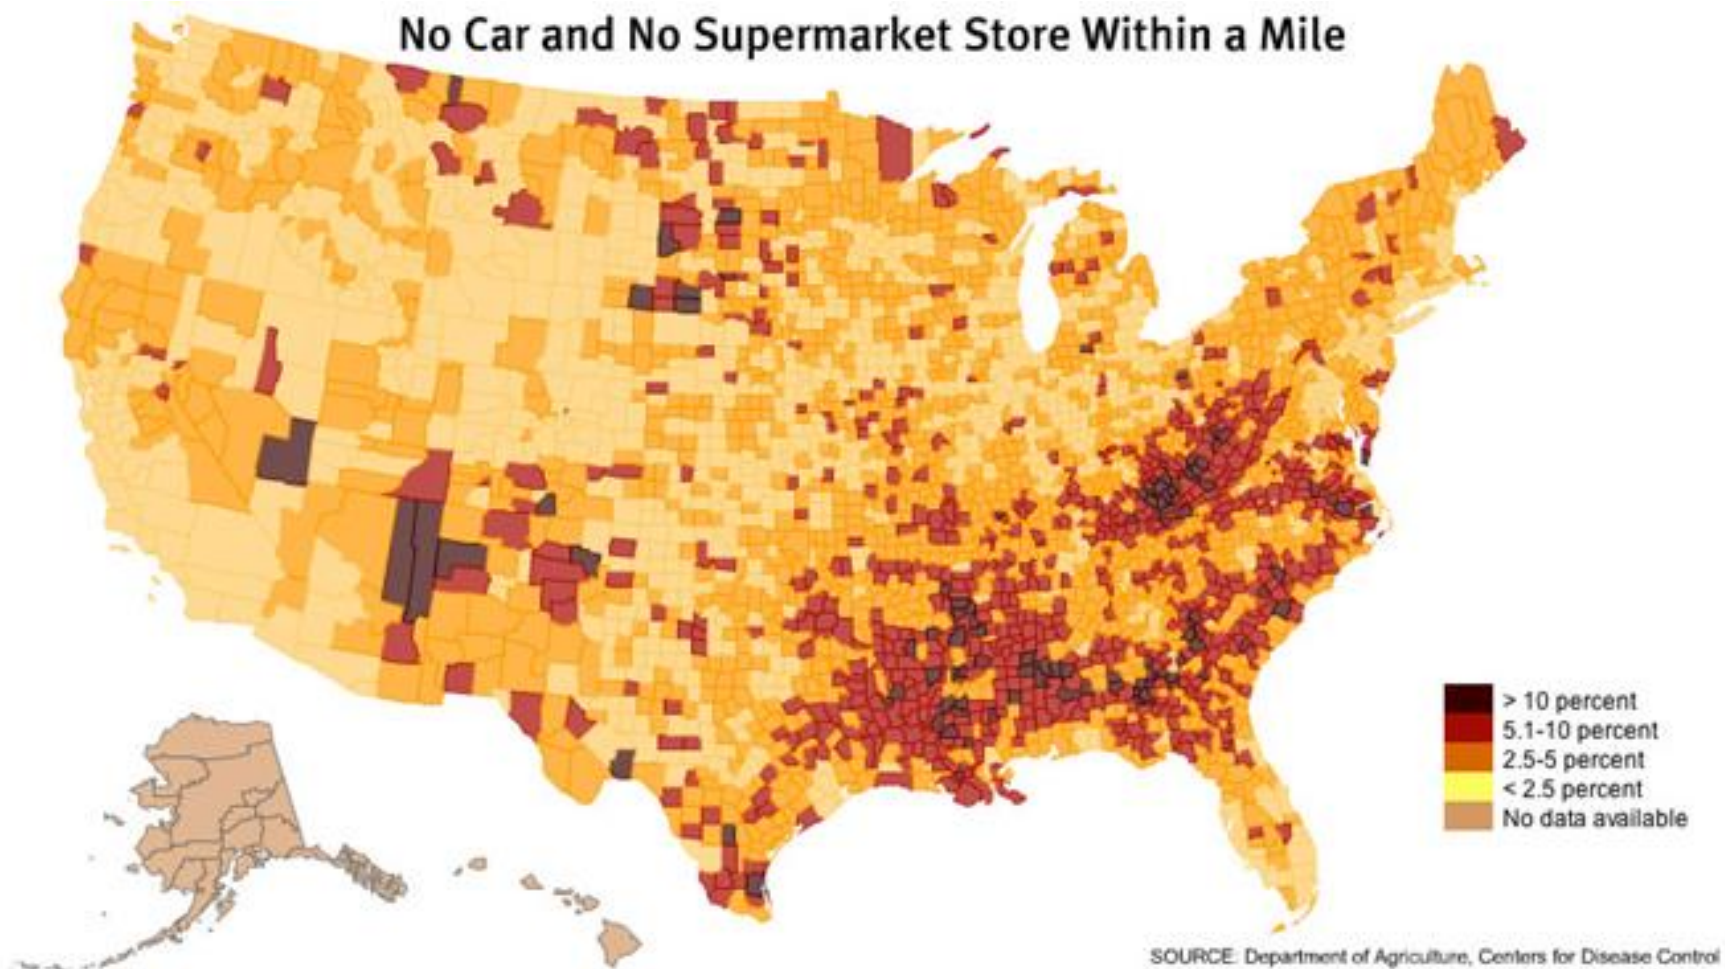 No Car and No Supermarket Store Within a Mile
> 10 percent
5.1-10 percent
2.5-5 percent
< 2.5 percent
No data available
SOURCE: Department of Agriculture, Centers for Disease Control